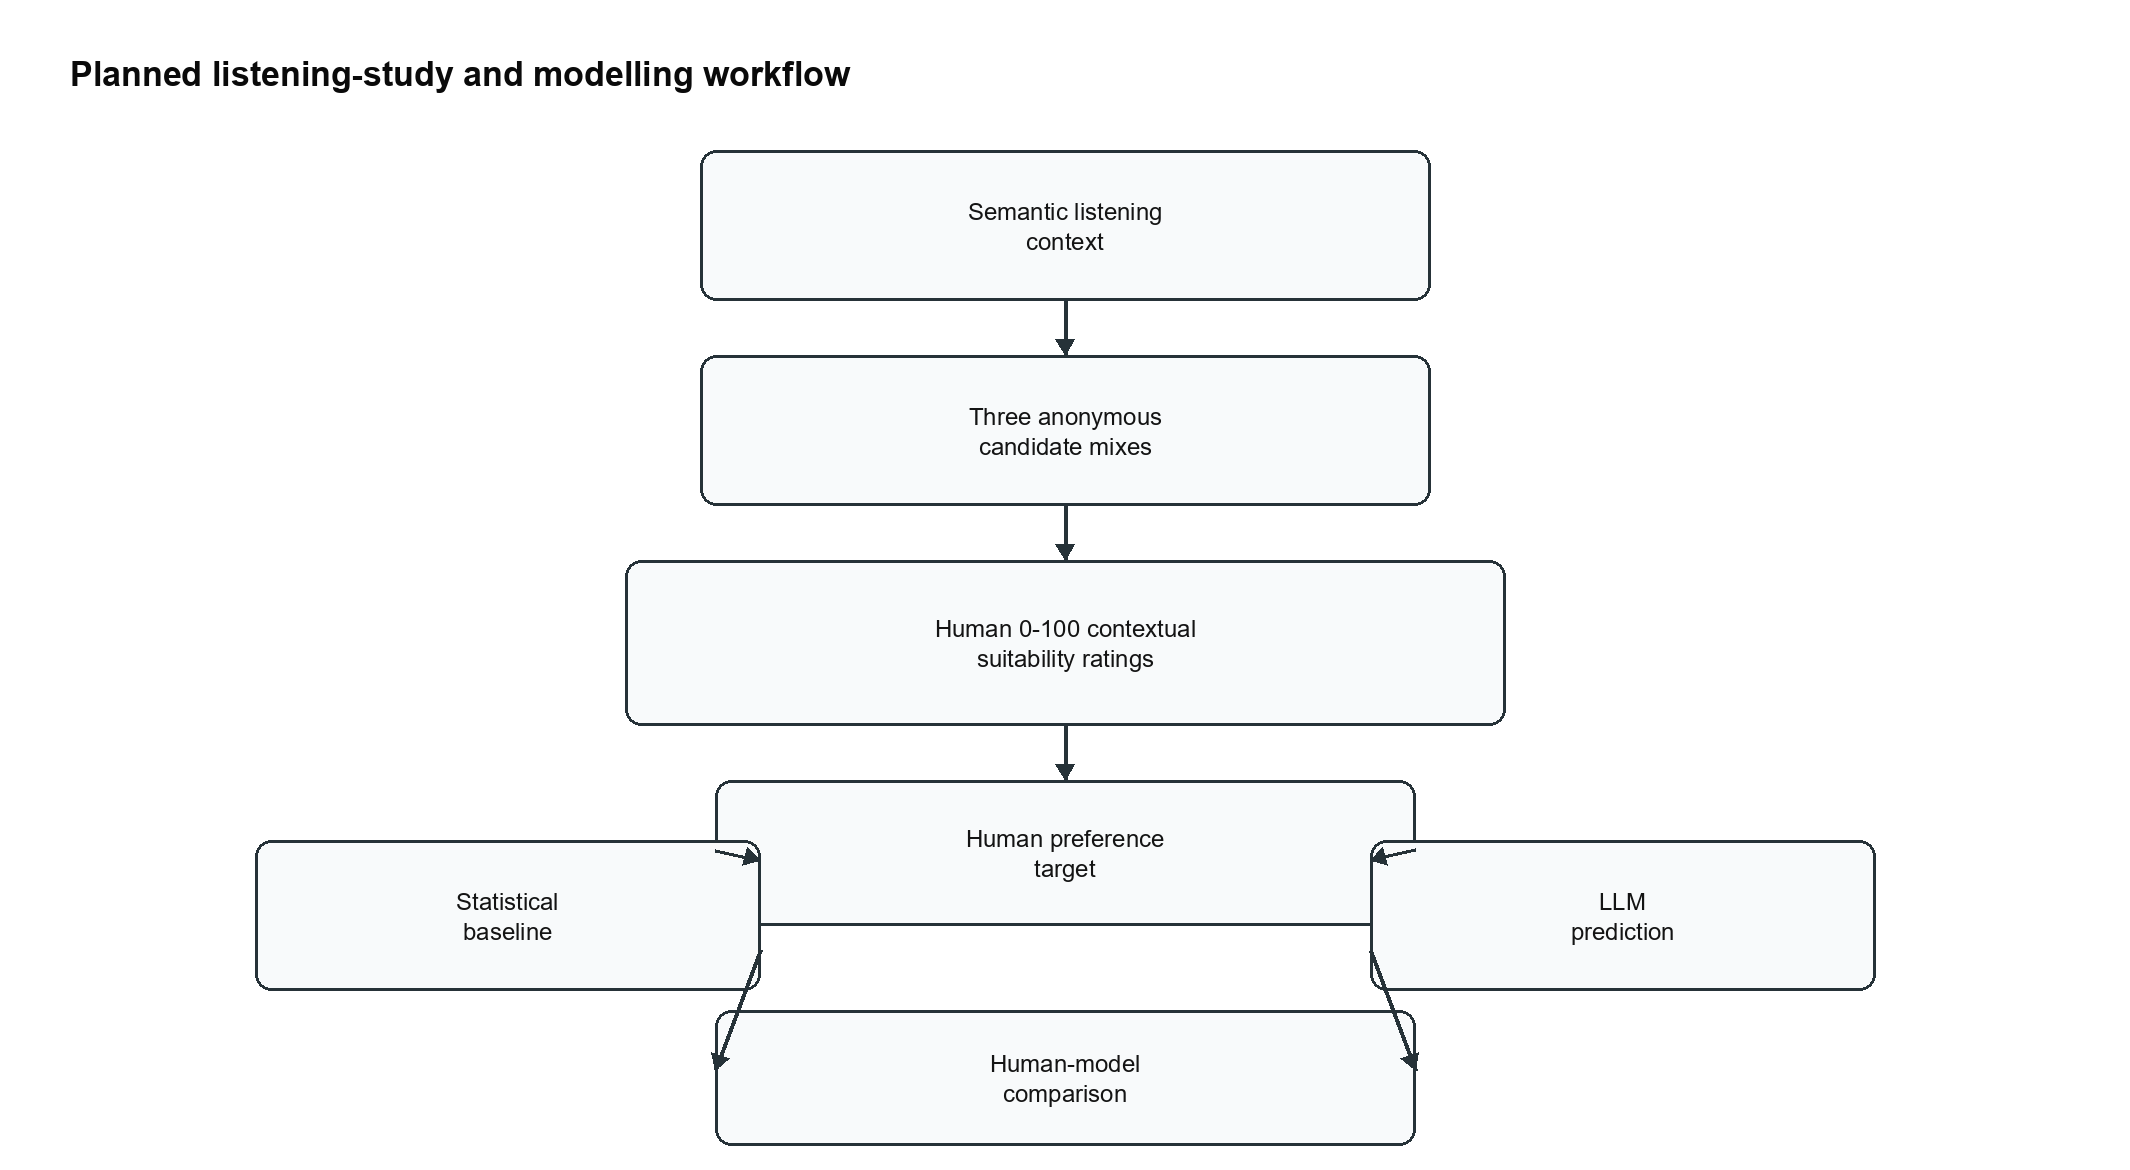 Planned listening-study and modelling workflow
Semantic listening
context
Three anonymous
candidate mixes
Human 0-100 contextual
suitability ratings
Human preference
target
Statistical
baseline
LLM
prediction
Human-model
comparison